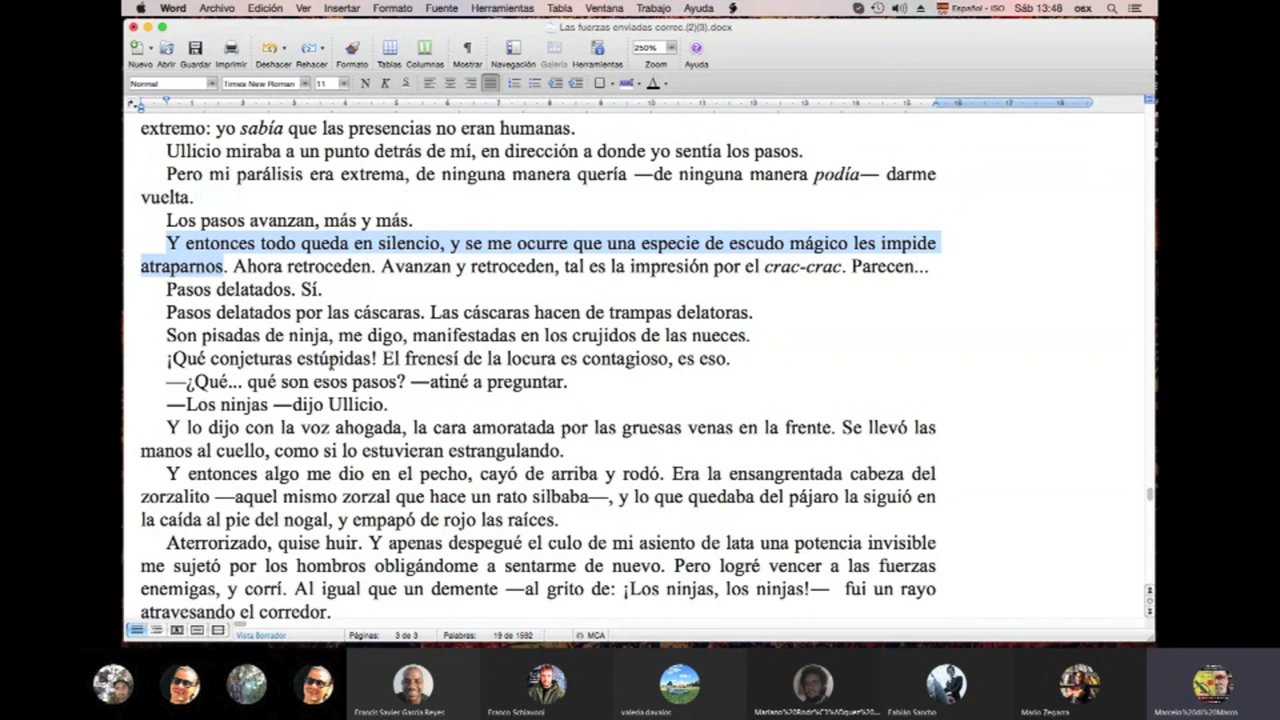 Word Archivo Edición Ver Insertar Formato Fuente Herramientas Tabla Ventana Trabajo Ayuda Español - ISO Sáb 13:48 osx
Las fuerzas enviadas correc.(2)(3).docx
250%
Nuevo Abrir Guardar Imprimir Deshacer Rehacer Formato Tablas Columnas Mostrar Navegación Galería Herramientas Zoom Ayuda
Normal Times New Roman 11 N K S
extremo: yo sabía que las presencias no eran humanas.
Ullicio miraba a un punto detrás de mí, en dirección a donde yo sentía los pasos.
Pero mi parálisis era extrema, de ninguna manera quería —de ninguna manera podía— darme
vuelta.
Los pasos avanzan, más y más.
Y entonces todo queda en silencio, y se me ocurre que una especie de escudo mágico les impide
atraparnos. Ahora retroceden. Avanzan y retroceden, tal es la impresión por el crac-crac. Parecen...
Pasos delatados. Sí.
Pasos delatados por las cáscaras. Las cáscaras hacen de trampas delatoras.
Son pisadas de ninja, me digo, manifestadas en los crujidos de las nueces.
¡Qué conjeturas estúpidas! El frenesí de la locura es contagioso, es eso.
—¿Qué... qué son esos pasos? —atiné a preguntar.
—Los ninjas —dijo Ullicio.
Y lo dijo con la voz ahogada, la cara amoratada por las gruesas venas en la frente. Se llevó las
manos al cuello, como si lo estuvieran estrangulando.
Y entonces algo me dio en el pecho, cayó de arriba y rodó. Era la ensangrentada cabeza del
zorzalito —aquel mismo zorzal que hace un rato silbaba—, y lo que quedaba del pájaro la siguió en
la caída al pie del nogal, y empapó de rojo las raíces.
Aterrorizado, quise huir. Y apenas despegué el culo de mi asiento de lata una potencia invisible
me sujetó por los hombros obligándome a sentarme de nuevo. Pero logré vencer a las fuerzas
enemigas, y corrí. Al igual que un demente —al grito de: ¡Los ninjas, los ninjas!— fui un rayo
atravesando el corredor.
Vista Borrador Páginas: 3 de 3 Palabras: 19 de 1592 MCA
Francis Xavier García Reyes Franco Schiavoni valeria davalos Fabián Sancho Mario Zegarra Marcelo%20di%20Marco